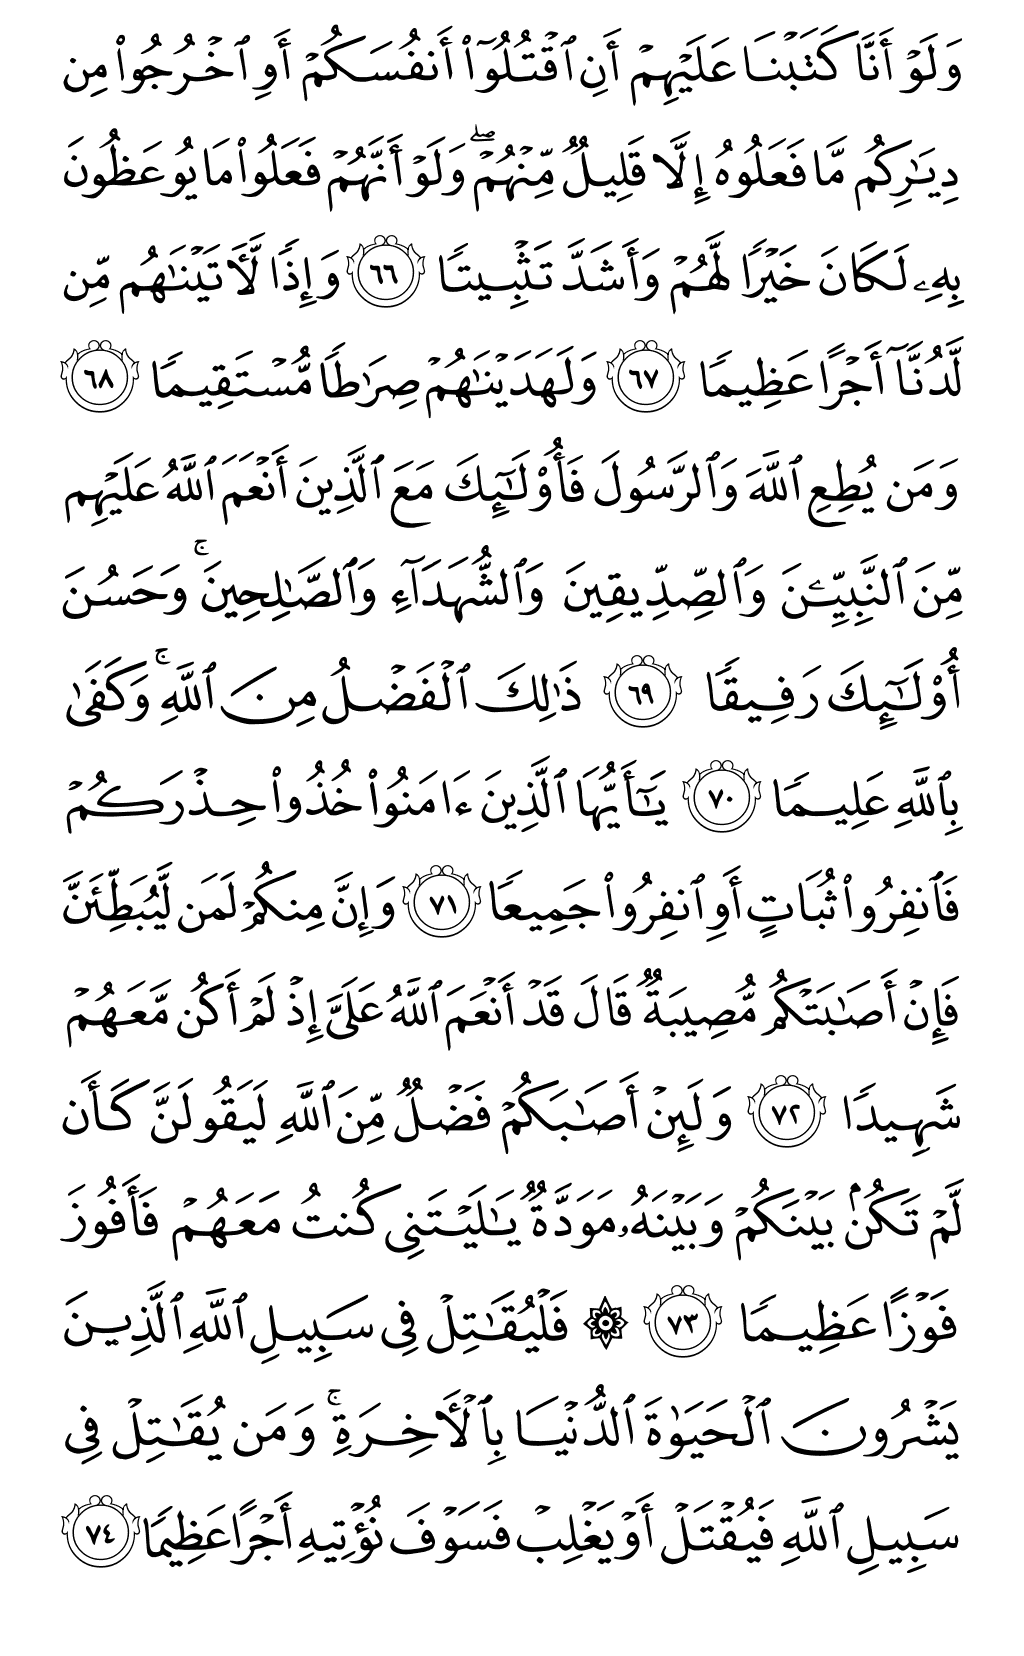 وَلَوْ أَنَّا كَتَبْنَا عَلَيْهِمْ أَنِ ٱقْتُلُوٓا۟ أَنفُسَكُمْ أَوِ ٱخْرُجُوا۟ مِن
دِيَـٰرِكُم مَّا فَعَلُوهُ إِلَّا قَلِيلٌ مِّنْهُمْ ۖ وَلَوْ أَنَّهُمْ فَعَلُوا۟ مَا يُوعَظُونَ
بِهِۦ لَكَانَ خَيْرًا لَّهُمْ وَأَشَدَّ تَثْبِيتًا ٦٦ وَإِذًا لَّـَٔاتَيْنَـٰهُم مِّن
لَّدُنَّآ أَجْرًا عَظِيمًا ٦٧ وَلَهَدَيْنَـٰهُمْ صِرَٰطًا مُّسْتَقِيمًا ٦٨
وَمَن يُطِعِ ٱللَّهَ وَٱلرَّسُولَ فَأُو۟لَـٰٓئِكَ مَعَ ٱلَّذِينَ أَنْعَمَ ٱللَّهُ عَلَيْهِم
مِّنَ ٱلنَّبِيِّـۧنَ وَٱلصِّدِّيقِينَ وَٱلشُّهَدَآءِ وَٱلصَّـٰلِحِينَ ۚ وَحَسُنَ
أُو۟لَـٰٓئِكَ رَفِيقًا ٦٩ ذَٰلِكَ ٱلْفَضْلُ مِنَ ٱللَّهِ ۚ وَكَفَىٰ
بِٱللَّهِ عَلِيمًا ٧٠ يَـٰٓأَيُّهَا ٱلَّذِينَ ءَامَنُوا۟ خُذُوا۟ حِذْرَكُمْ
فَٱنفِرُوا۟ ثُبَاتٍ أَوِ ٱنفِرُوا۟ جَمِيعًا ٧١ وَإِنَّ مِنكُمْ لَمَن لَّيُبَطِّئَنَّ
فَإِنْ أَصَـٰبَتْكُم مُّصِيبَةٌ قَالَ قَدْ أَنْعَمَ ٱللَّهُ عَلَىَّ إِذْ لَمْ أَكُن مَّعَهُمْ
شَهِيدًا ٧٢ وَلَئِنْ أَصَـٰبَكُمْ فَضْلٌ مِّنَ ٱللَّهِ لَيَقُولَنَّ كَأَن
لَّمْ تَكُنۢ بَيْنَكُمْ وَبَيْنَهُۥ مَوَدَّةٌ يَـٰلَيْتَنِى كُنتُ مَعَهُمْ فَأَفُوزَ
فَوْزًا عَظِيمًا ٧٣ ۞ فَلْيُقَـٰتِلْ فِى سَبِيلِ ٱللَّهِ ٱلَّذِينَ
يَشْرُونَ ٱلْحَيَوٰةَ ٱلدُّنْيَا بِٱلْـَٔاخِرَةِ ۚ وَمَن يُقَـٰتِلْ فِى
سَبِيلِ ٱللَّهِ فَيُقْتَلْ أَوْ يَغْلِبْ فَسَوْفَ نُؤْتِيهِ أَجْرًا عَظِيمًا ٧٤